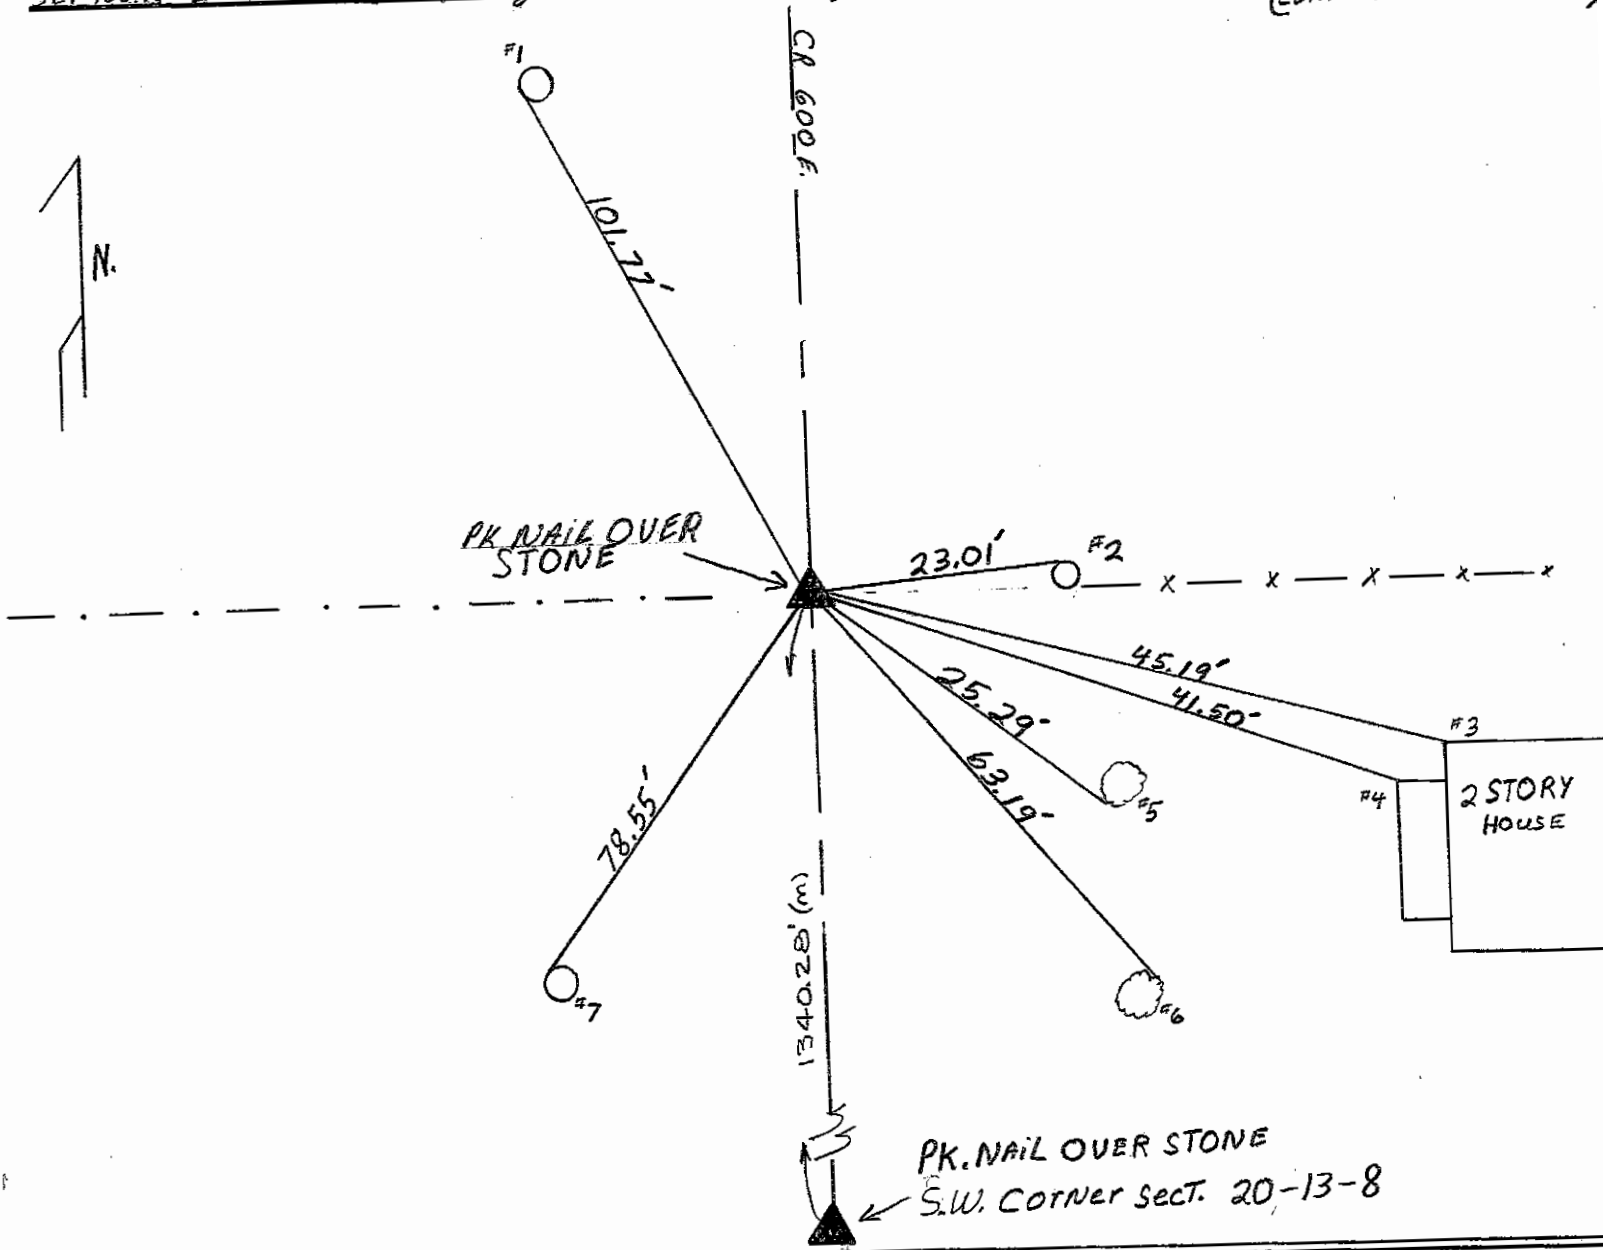 #1
CR 600 E.
N.
101.77'
PK NAIL OVER
STONE
23.01'
#2
x x x x x
45.19'
41.50'
25.29'
63.19'
#3
2 STORY
HOUSE
#4
#5
78.55'
#6
#7
1340.28' (m)
PK. NAIL OVER STONE
S.W. CORNER SECT. 20-13-8